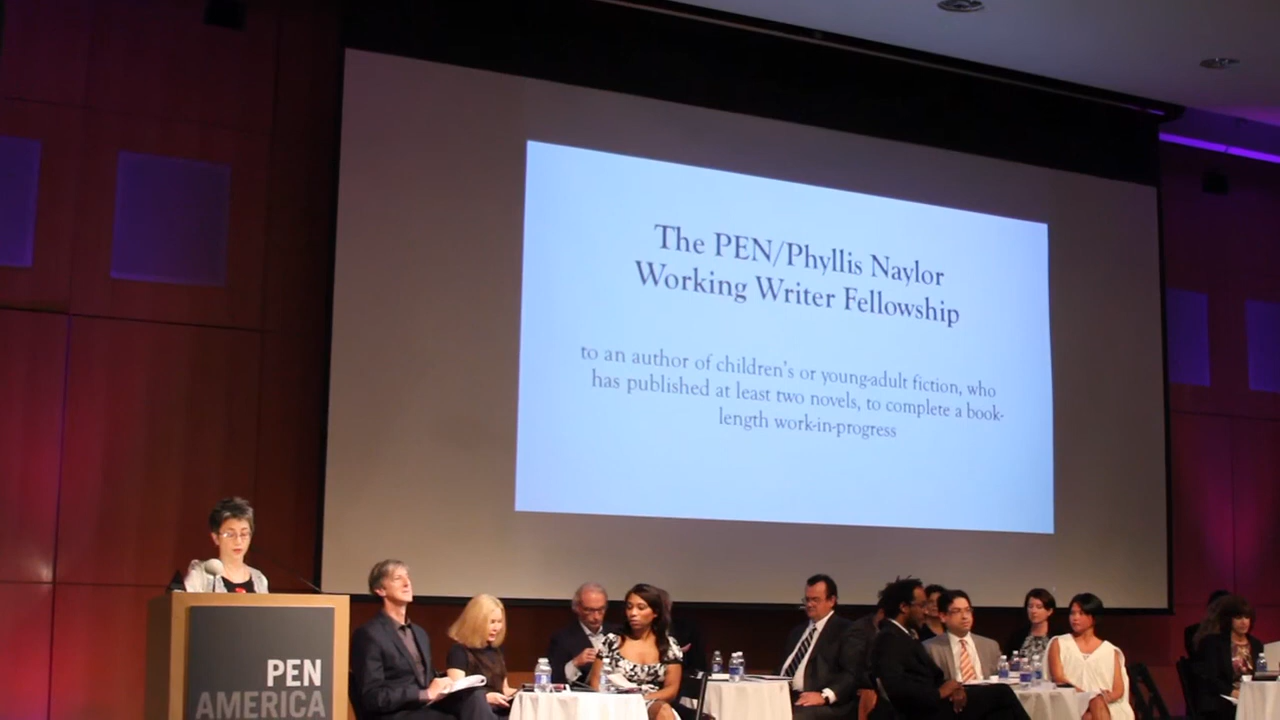 The PEN/Phyllis Naylor
Working Writer Fellowship
to an author of children's or young-adult fiction, who
has published at least two novels, to complete a book-
length work-in-progress
PEN
AMERICA